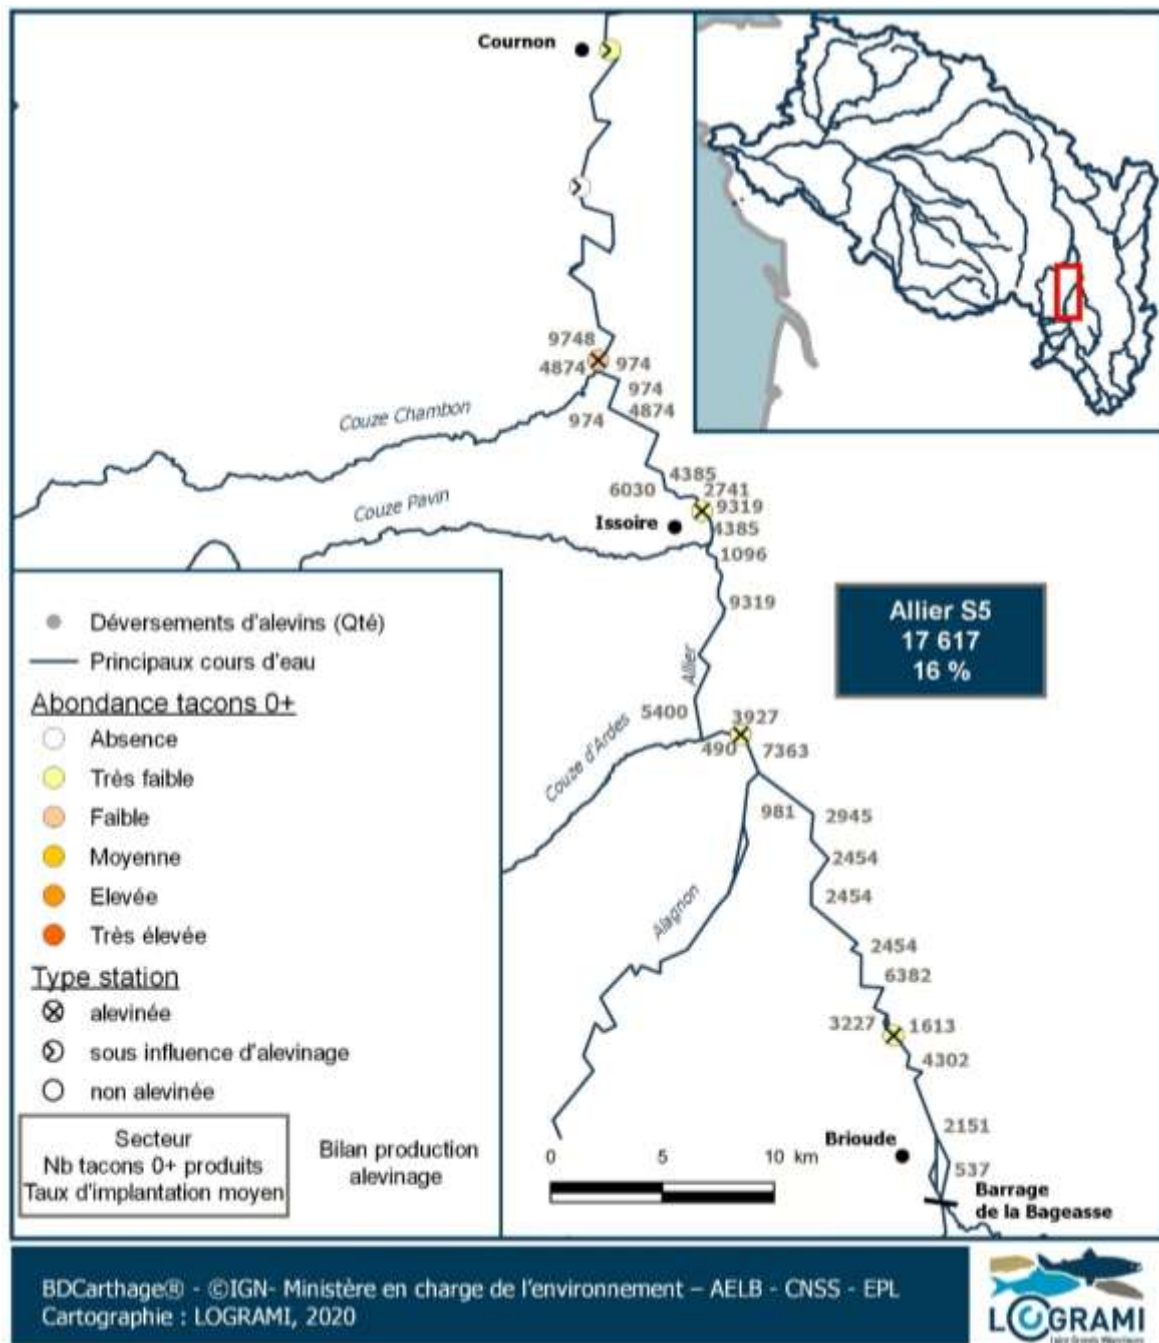 Cournon
9748
4874
974
974
4874
974
Couze Chambon
4385
6030
2741
9319
Issoire
4385
Couze Pavin
1096
9319
Allier S5
17 617
16 %
Allier
5400
3927
490
7363
Couze d'Ardes
981
2945
2454
2454
Alagnon
2454
6382
3227
1613
4302
2151
Brioude
537
Barrage
de la Bageasse
0 5 10 km
Déversements d'alevins (Qté)
Principaux cours d'eau
Abondance tacons 0+
Absence
Très faible
Faible
Moyenne
Elevée
Très élevée
Type station
alevinée
sous influence d'alevinage
non alevinée
Secteur
Nb tacons 0+ produits
Taux d'implantation moyen
Bilan production
alevinage
BDCarthage® - ©IGN- Ministère en charge de l'environnement – AELB - CNSS - EPL
Cartographie : LOGRAMI, 2020
LOGRAMI